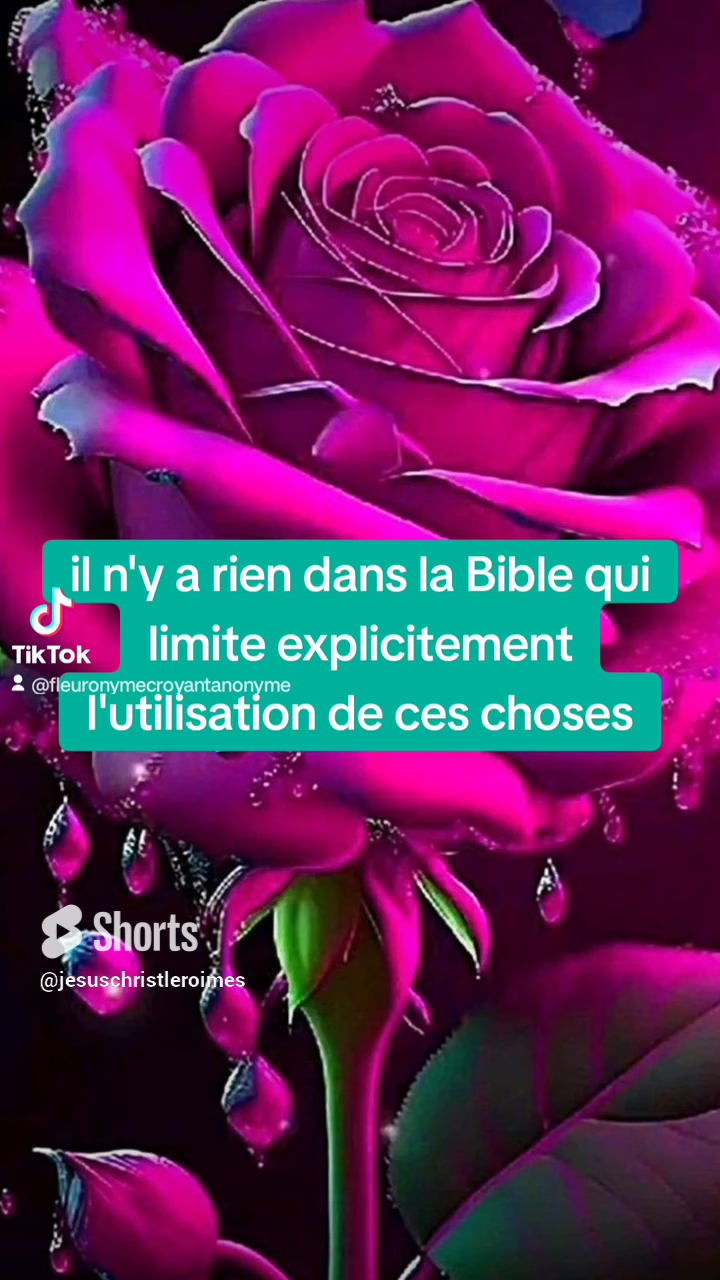 il n'y a rien dans la Bible qui
limite explicitement
TikTok
@fleuronymecroyantanonyme
l'utilisation de ces choses
Shorts
@jesuschristleroimes